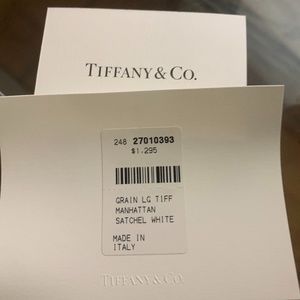 TIFFANY & CO.
248 27010393
$1.295
GRAIN LG TIFF
MANHATTAN
SATCHEL WHITE
MADE IN
ITALY
TIFFANY & CO.